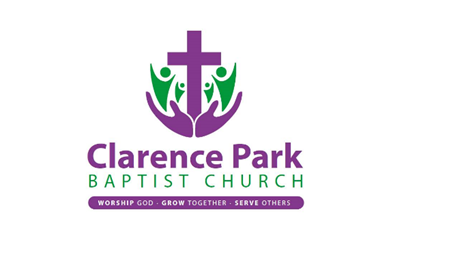 Clarence Park
BAPTIST CHURCH
WORSHIP GOD · GROW TOGETHER · SERVE OTHERS